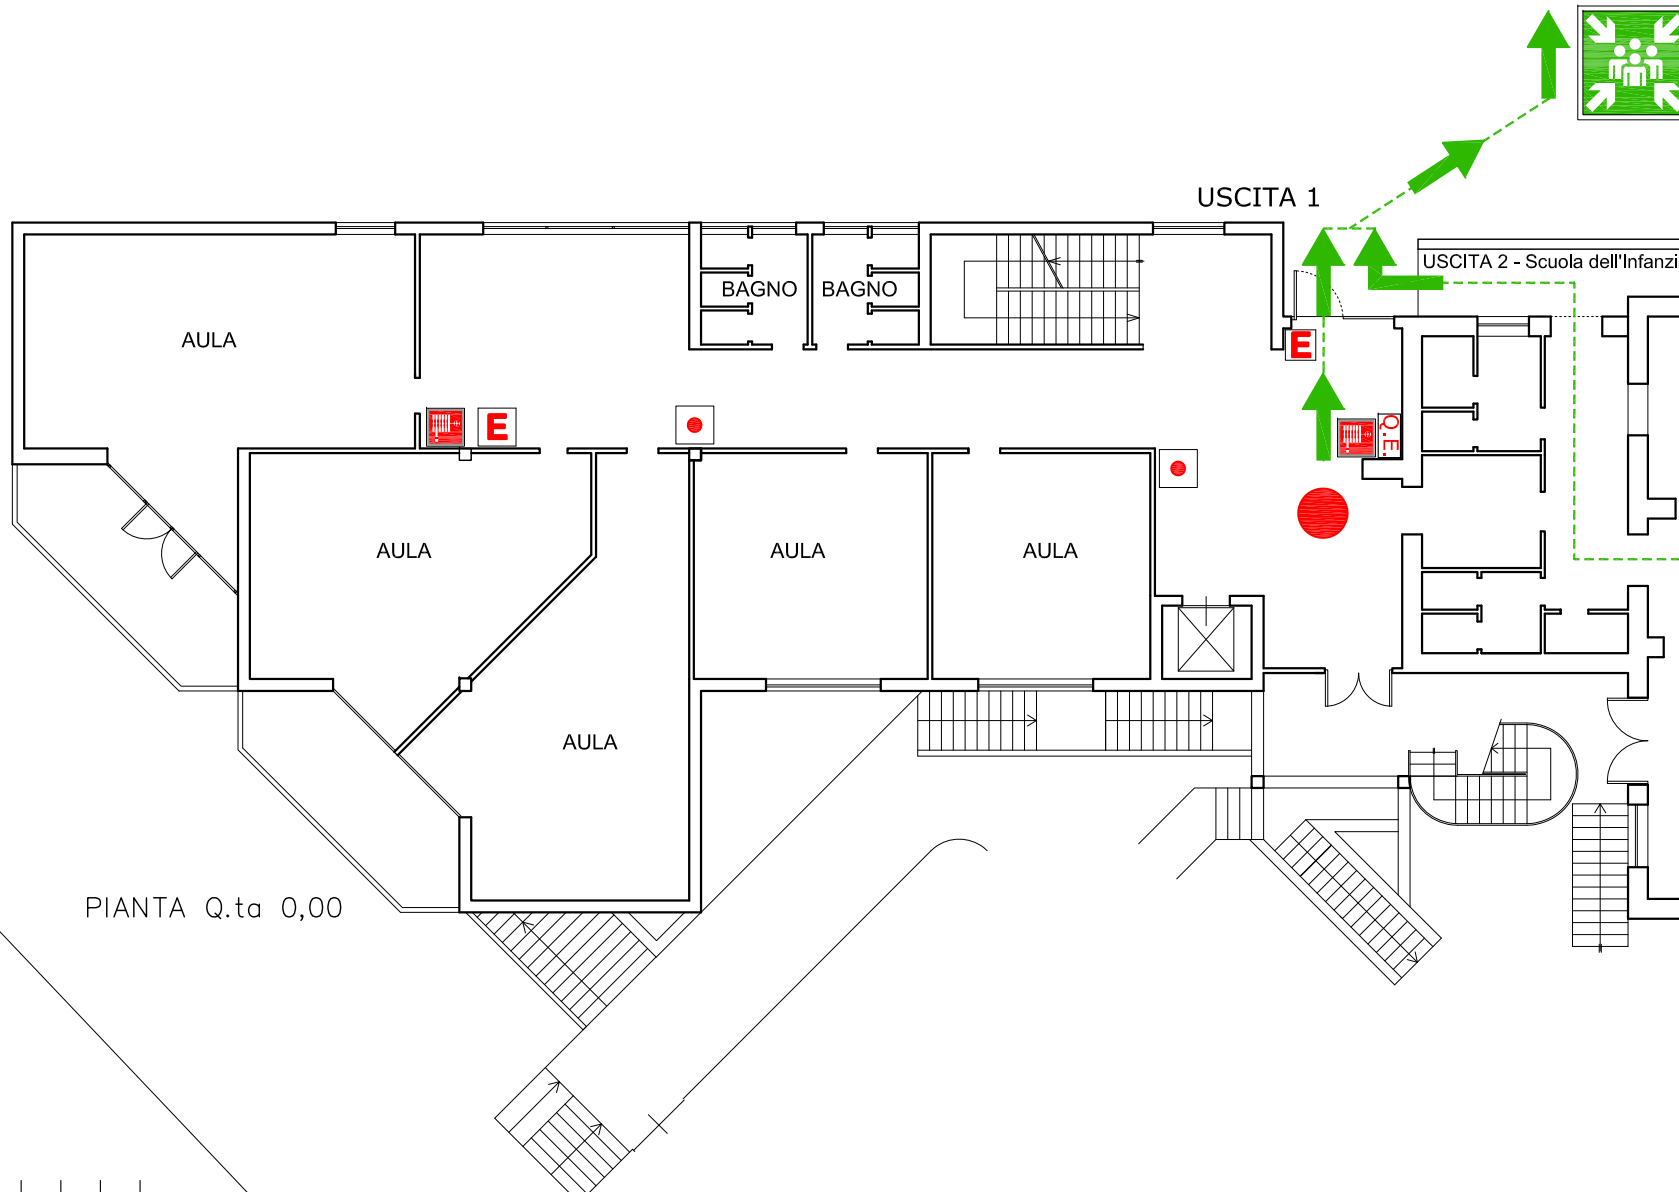 USCITA 1
USCITA 2 - Scuola dell'Infanzi
BAGNO
BAGNO
AULA
E
E
Q.E.
AULA
AULA
AULA
AULA
PIANTA Q.ta 0,00